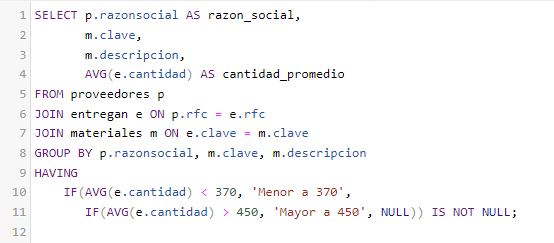 1 SELECT p.razonsocial AS razon_social,
2 m.clave,
3 m.descripcion,
4 AVG(e.cantidad) AS cantidad_promedio
5 FROM proveedores p
6 JOIN entregan e ON p.rfc = e.rfc
7 JOIN materiales m ON e.clave = m.clave
8 GROUP BY p.razonsocial, m.clave, m.descripcion
9 HAVING
10 IF(AVG(e.cantidad) < 370, 'Menor a 370',
11 IF(AVG(e.cantidad) > 450, 'Mayor a 450', NULL)) IS NOT NULL;
12